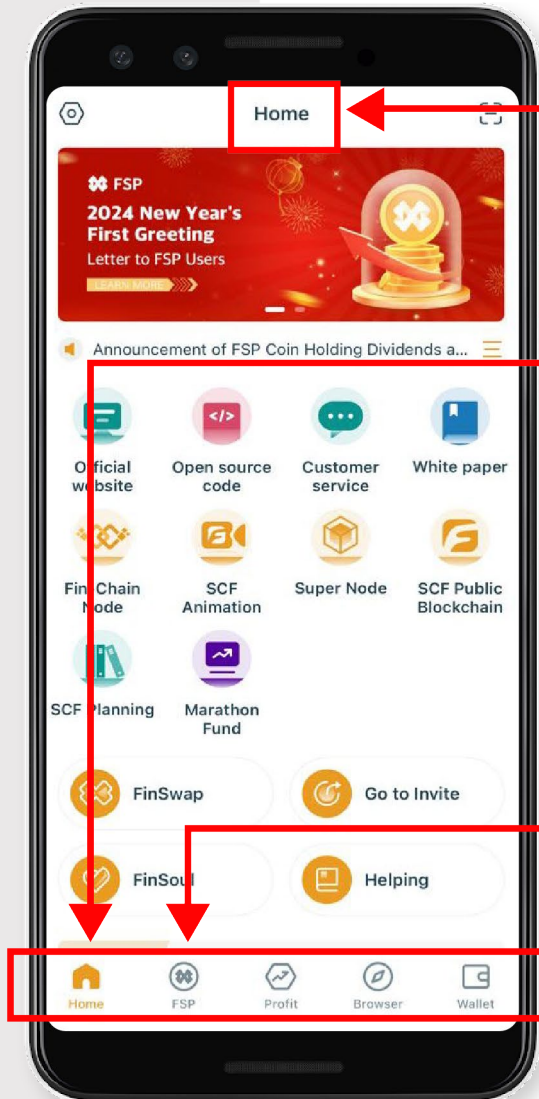 Home
FSP
2024 New Year's
First Greeting
Letter to FSP Users
LEARN MORE
Announcement of FSP Coin Holding Dividends a...
Official
website
Open source
code
Customer
service
White paper
Fin Chain
Node
SCF
Animation
Super Node
SCF Public
Blockchain
SCF Planning
Marathon
Fund
FinSwap
Go to Invite
FinSoul
Helping
Home
FSP
Profit
Browser
Wallet